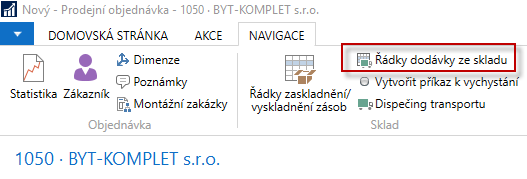 Nový - Prodejní objednávka - 1050 · BYT-KOMPLET s.r.o.
DOMOVSKÁ STRÁNKA AKCE NAVIGACE
Statistika
Zákazník
Dimenze
Poznámky
Montážní zakázky
Objednávka
Řádky zaskladnění/
vyskladnění zásob
Řádky dodávky ze skladu
Vytvořit příkaz k vychystání
Dispečing transportu
Sklad
1050 · BYT-KOMPLET s.r.o.